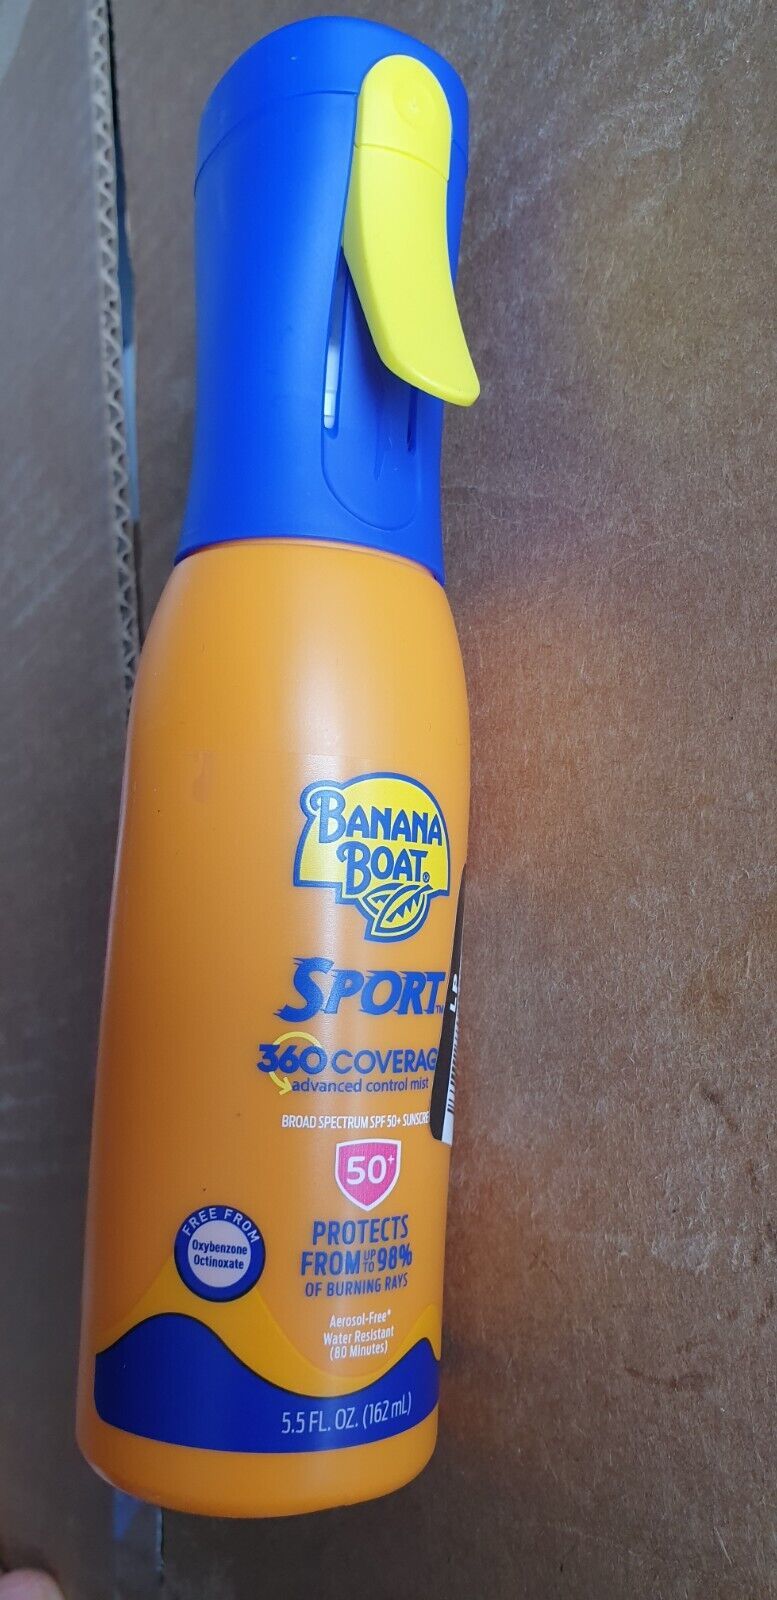 BANANA
BOAT®
SPORT™
360 COVERAG
advanced control mist
BROAD SPECTRUM SPF 50+ SUNSCRE
50+
FREE FROM
Oxybenzone
Octinoxate
PROTECTS
FROM UP TO 98%
OF BURNING RAYS
Aerosol-Free*
Water Resistant
(80 Minutes)
5.5 FL. OZ. (162 mL)